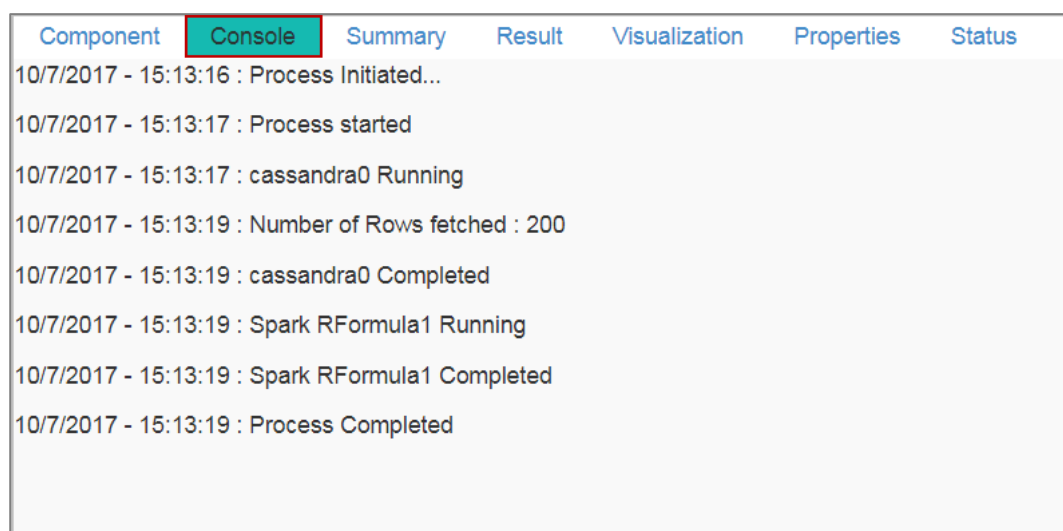 Component Console Summary Result Visualization Properties Status
10/7/2017 - 15:13:16 : Process Initiated...
10/7/2017 - 15:13:17 : Process started
10/7/2017 - 15:13:17 : cassandra0 Running
10/7/2017 - 15:13:19 : Number of Rows fetched : 200
10/7/2017 - 15:13:19 : cassandra0 Completed
10/7/2017 - 15:13:19 : Spark RFormula1 Running
10/7/2017 - 15:13:19 : Spark RFormula1 Completed
10/7/2017 - 15:13:19 : Process Completed